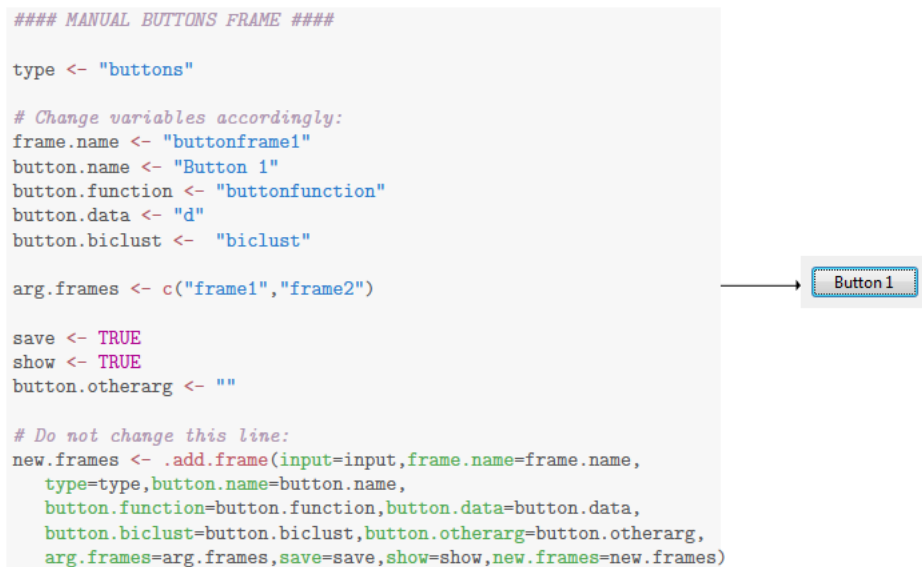 #### MANUAL BUTTONS FRAME ####
type <- "buttons"
# Change variables accordingly:
frame.name <- "buttonframe1"
button.name <- "Button 1"
button.function <- "buttonfunction"
button.data <- "d"
button.biclust <-  "biclust"
arg.frames <- c("frame1","frame2")
Button 1
save <- TRUE
show <- TRUE
button.otherarg <- ""
# Do not change this line:
new.frames <- .add.frame(input=input,frame.name=frame.name,
type=type,button.name=button.name,
button.function=button.function,button.data=button.data,
button.biclust=button.biclust,button.otherarg=button.otherarg,
arg.frames=arg.frames,save=save,show=show,new.frames=new.frames)